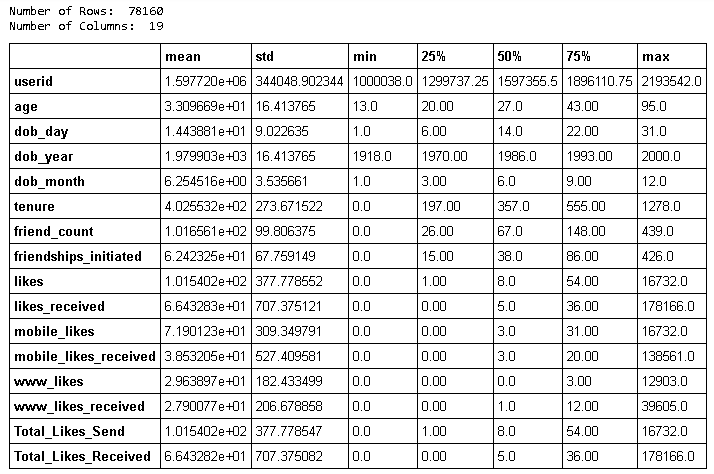 Number of Rows: 78160
Number of Columns: 19
mean std min 25% 50% 75% max
userid 1.597720e+06 344048.902344 1000038.0 1299737.25 1597355.5 1896110.75 2193542.0
age 3.309669e+01 16.413765 13.0 20.00 27.0 43.00 95.0
dob_day 1.443881e+01 9.022635 1.0 6.00 14.0 22.00 31.0
dob_year 1.979903e+03 16.413765 1918.0 1970.00 1986.0 1993.00 2000.0
dob_month 6.254516e+00 3.535661 1.0 3.00 6.0 9.00 12.0
tenure 4.025532e+02 273.671522 0.0 197.00 357.0 555.00 1278.0
friend_count 1.016561e+02 99.806375 0.0 26.00 67.0 148.00 439.0
friendships_initiated 6.242325e+01 67.759149 0.0 15.00 38.0 86.00 426.0
likes 1.015402e+02 377.778552 0.0 1.00 8.0 54.00 16732.0
likes_received 6.643283e+01 707.375121 0.0 0.00 5.0 36.00 178166.0
mobile_likes 7.190123e+01 309.349791 0.0 0.00 3.0 31.00 16732.0
mobile_likes_received 3.853205e+01 527.409581 0.0 0.00 3.0 20.00 138561.0
www_likes 2.963897e+01 182.433499 0.0 0.00 0.0 3.00 12903.0
www_likes_received 2.790077e+01 206.678858 0.0 0.00 1.0 12.00 39605.0
Total_Likes_Send 1.015402e+02 377.778547 0.0 1.00 8.0 54.00 16732.0
Total_Likes_Received 6.643282e+01 707.375082 0.0 0.00 5.0 36.00 178166.0